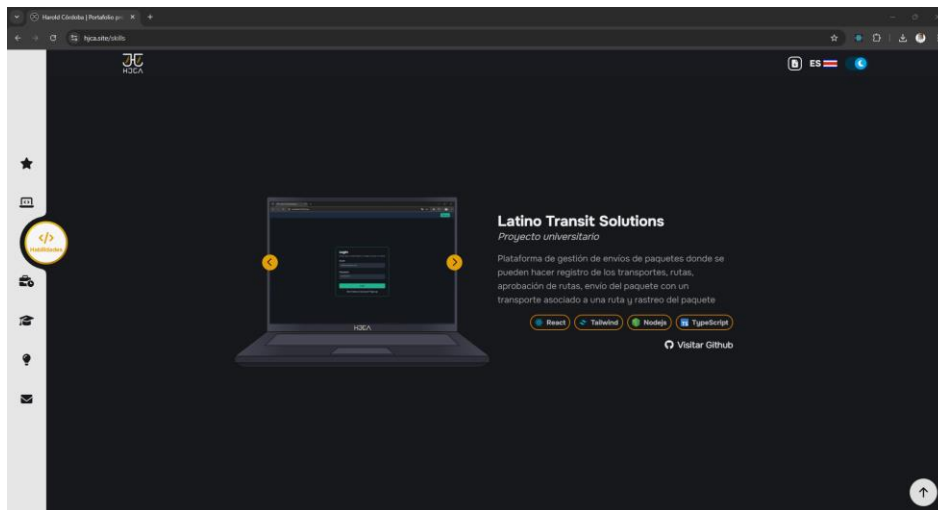 Harold Córdoba | Portafolio pr
hjca.site/skills
HJCA
ES
Habilidades
Latino Transit Solutions
Proyecto universitario
Plataforma de gestión de envíos de paquetes donde se
pueden hacer registro de los transportes, rutas,
aprobación de rutas, envío del paquete con un
transporte asociado a una ruta y rastreo del paquete
React Tailwind Nodejs TypeScript
Visitar Github
Login
HJCA